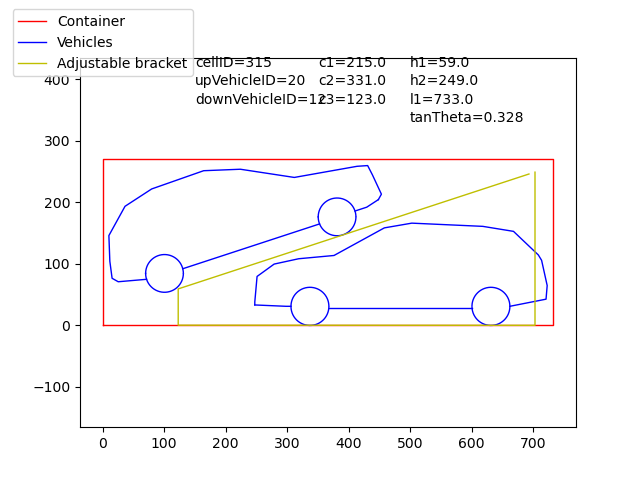 Container
Vehicles
Adjustable bracket
cellID=315 c1=215.0 h1=59.0
upVehicleID=20 c2=331.0 h2=249.0
downVehicleID=12 c3=123.0 l1=733.0
tanTheta=0.328
400
300
200
100
0
−100
0 100 200 300 400 500 600 700